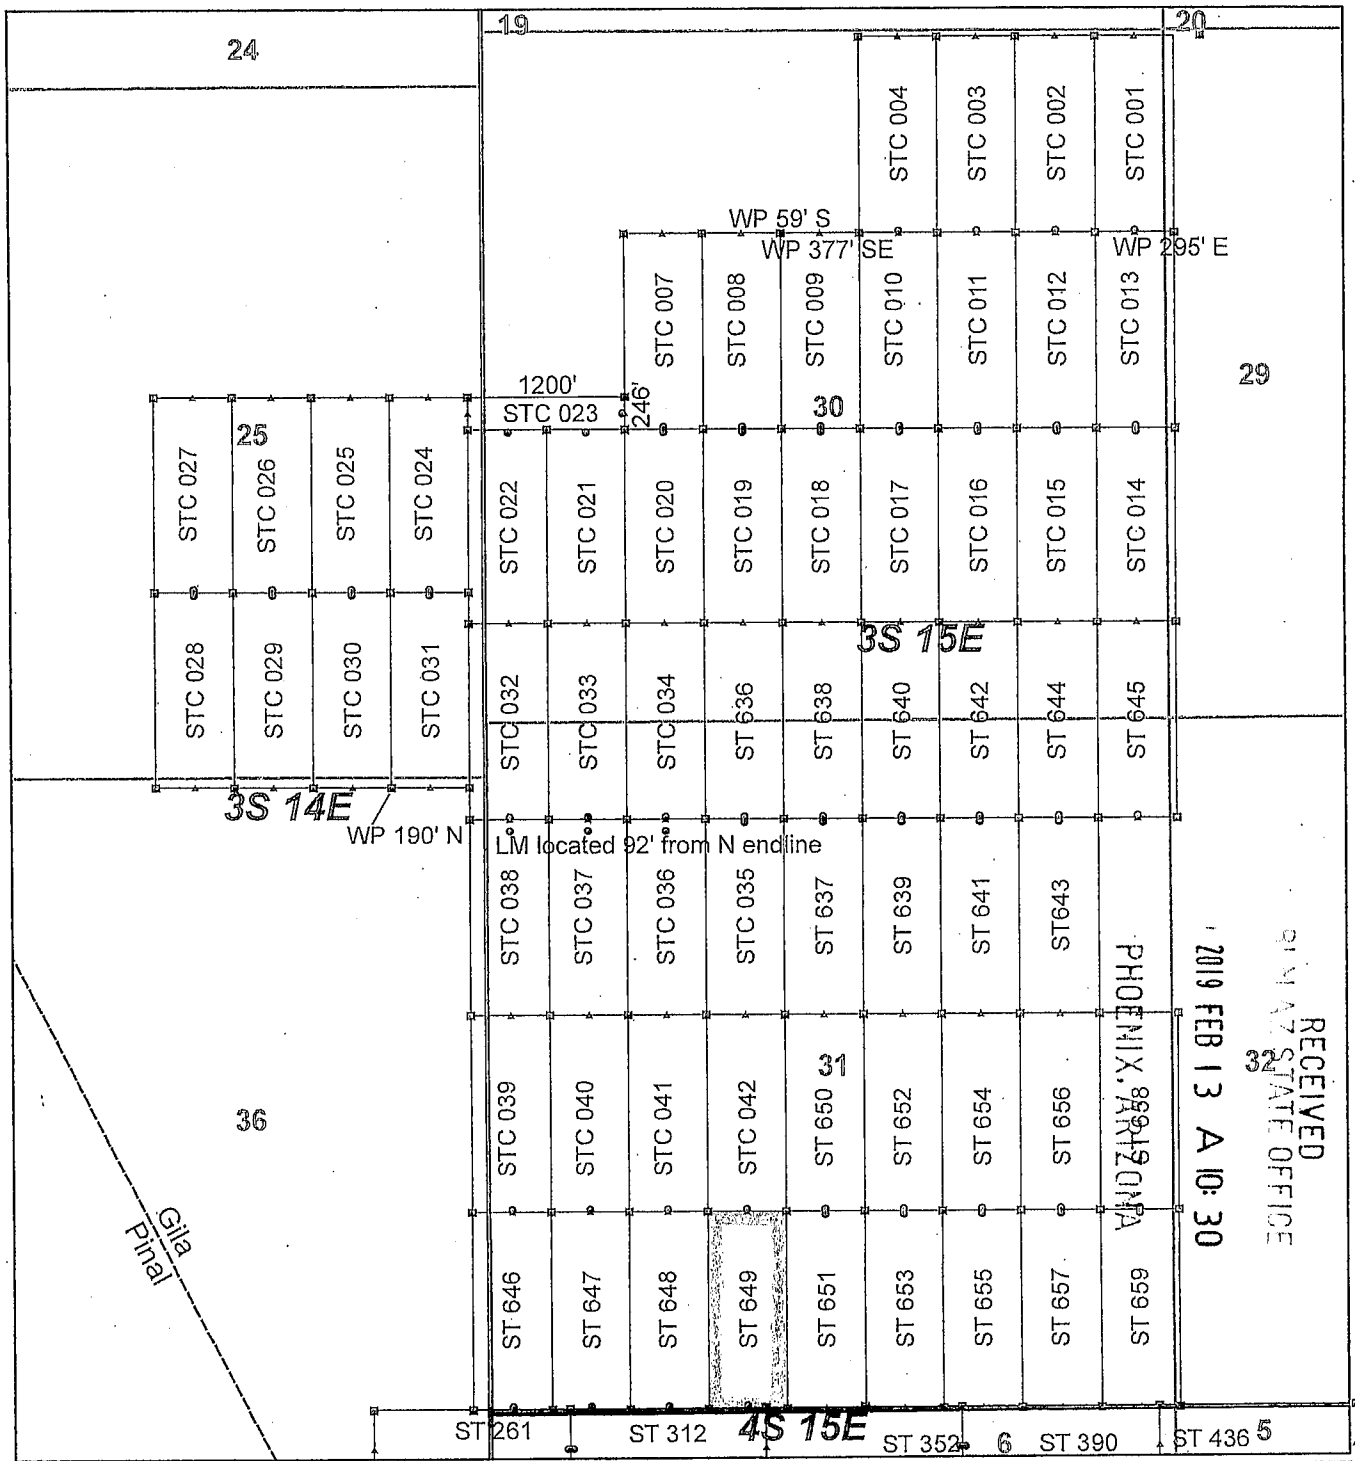 19
20
24
STC 004
STC 003
STC 002
STC 001
WP 59' S
WP 377' SE
WP 295' E
STC 007
STC 008
STC 009
STC 010
STC 011
STC 012
STC 013
29
1200'
246'
STC 023
30
25
STC 027
STC 026
STC 025
STC 024
STC 022
STC 021
STC 020
STC 019
STC 018
STC 017
STC 016
STC 015
STC 014
3S 15E
STC 028
STC 029
STC 030
STC 031
STC 032
STC 033
STC 034
ST 636
ST 638
ST 640
ST 642
ST 644
ST 645
3S 14E
WP 190' N
LM located 92' from N endline
STC 038
STC 037
STC 036
STC 035
ST 637
ST 639
ST 641
ST643
RECEIVED
STATE OFFICE
2019 FEB 13 A 10:30
PHOENIX, ARIZONA
31
32
36
STC 039
STC 040
STC 041
STC 042
ST 650
ST 652
ST 654
ST 656
ST 658
Gila
Pinal
ST 646
ST 647
ST 648
ST 649
ST 651
ST 653
ST 655
ST 657
ST 659
4S 15E
ST 261
ST 312
ST 352
6
ST 390
ST 436
5